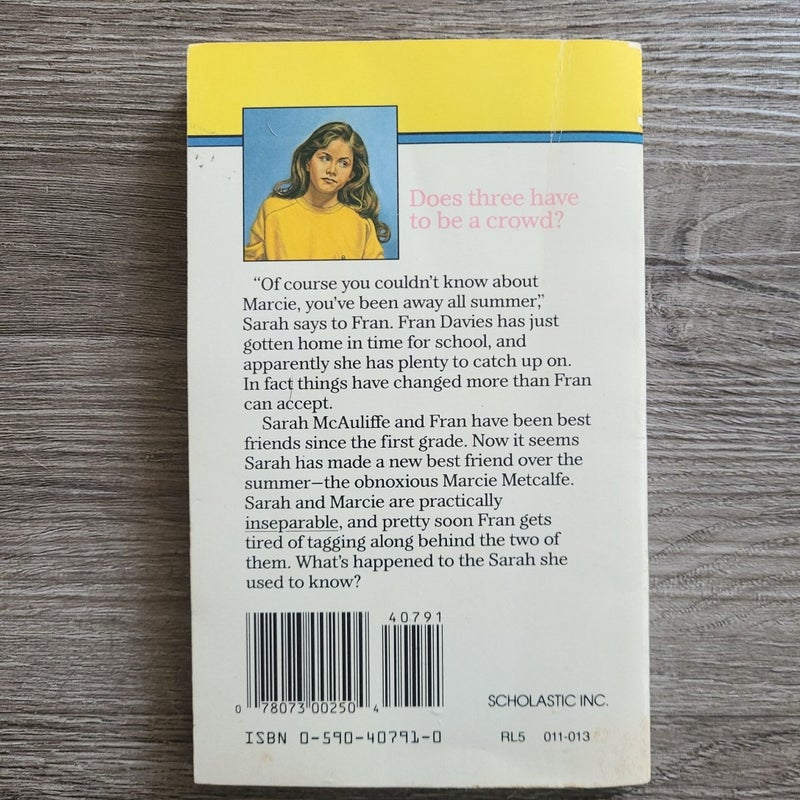 Does three have
to be a crowd?
“Of course you couldn’t know about
Marcie, you’ve been away all summer,”
Sarah says to Fran. Fran Davies has just
gotten home in time for school, and
apparently she has plenty to catch up on.
In fact things have changed more than Fran
can accept.
Sarah McAuliffe and Fran have been best
friends since the first grade. Now it seems
Sarah has made a new best friend over the
summer—the obnoxious Marcie Metcalfe.
Sarah and Marcie are practically
inseparable, and pretty soon Fran gets
tired of tagging along behind the two of
them. What’s happened to the Sarah she
used to know?
40791
0 78073 00250 4
SCHOLASTIC INC.
ISBN 0-590-40791-0
RL5 011-013